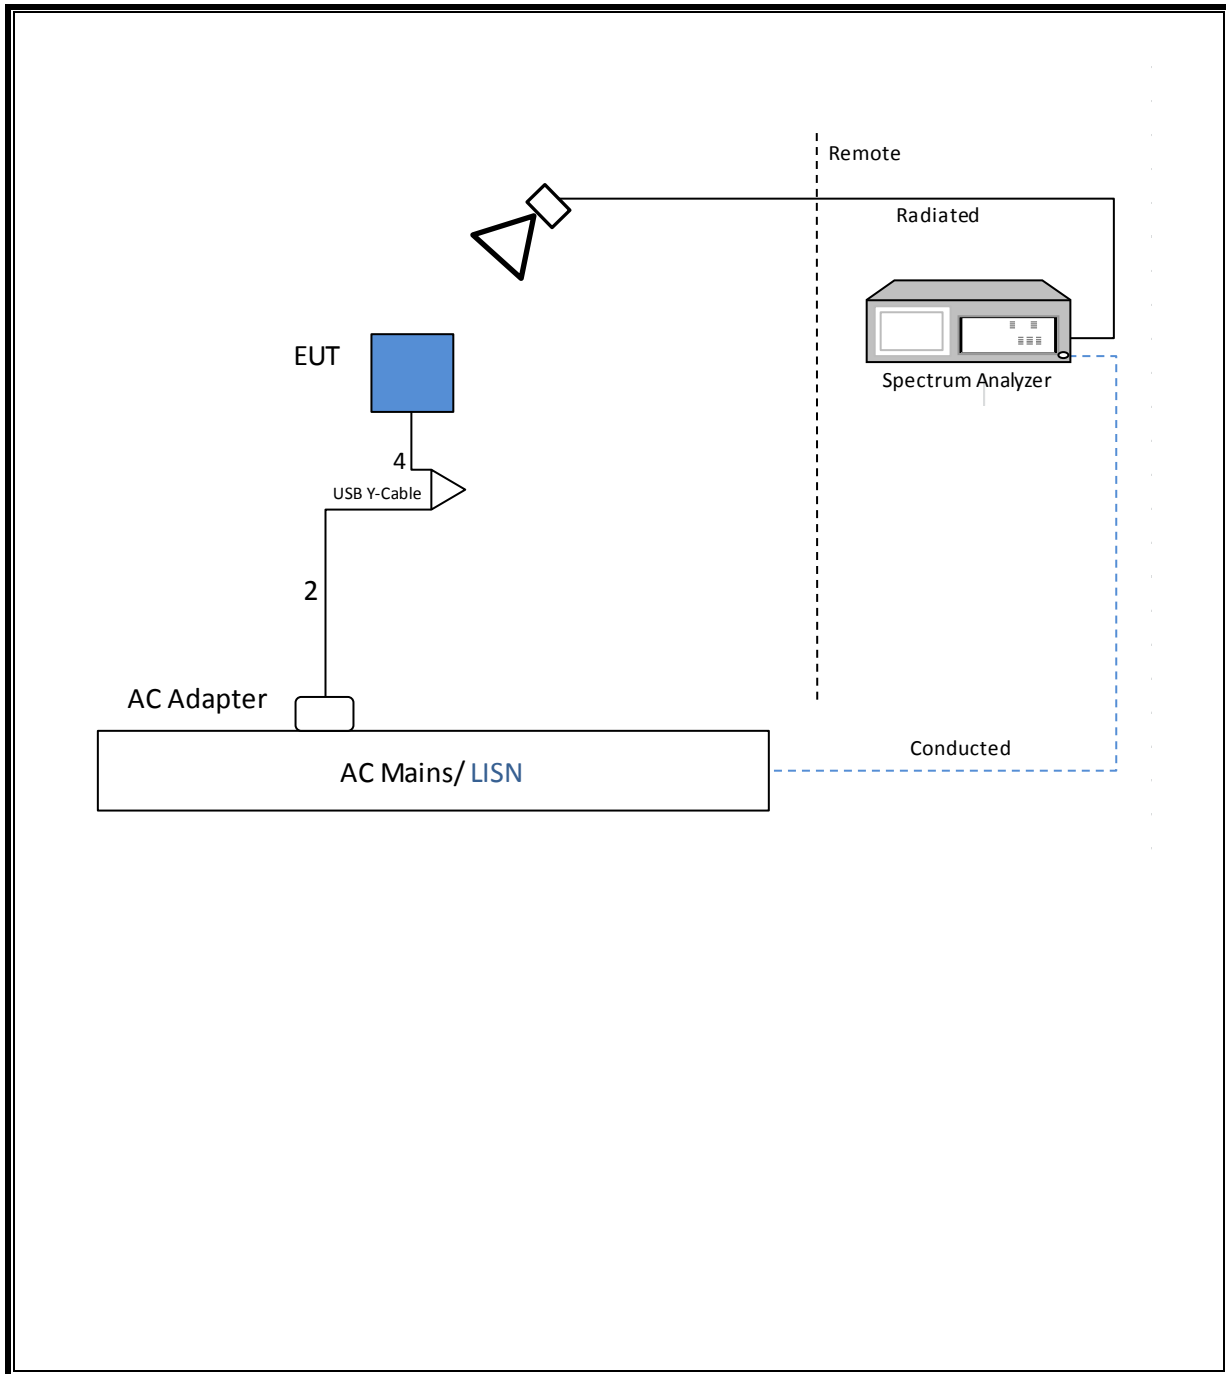 Remote
Radiated
EUT
Spectrum Analyzer
4
USB Y-Cable
2
AC Adapter
Conducted
AC Mains/ LISN